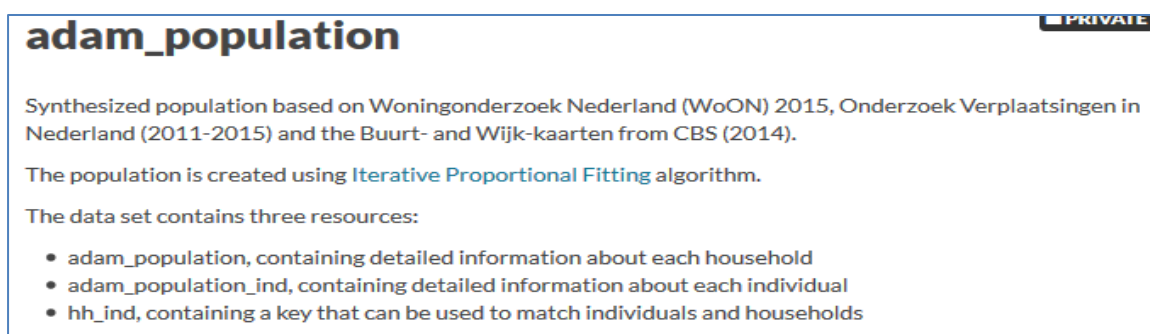 PRIVATE
adam_population
Synthesized population based on Woningonderzoek Nederland (WoON) 2015, Onderzoek Verplaatsingen in
Nederland (2011-2015) and the Buurt- and Wijk-kaarten from CBS (2014).
The population is created using Iterative Proportional Fitting algorithm.
The data set contains three resources:
• adam_population, containing detailed information about each household
• adam_population_ind, containing detailed information about each individual
• hh_ind, containing a key that can be used to match individuals and households